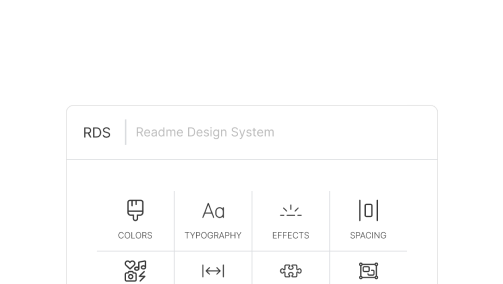 RDS
Readme Design System
Aa
COLORS
TYPOGRAPHY
EFFECTS
SPACING